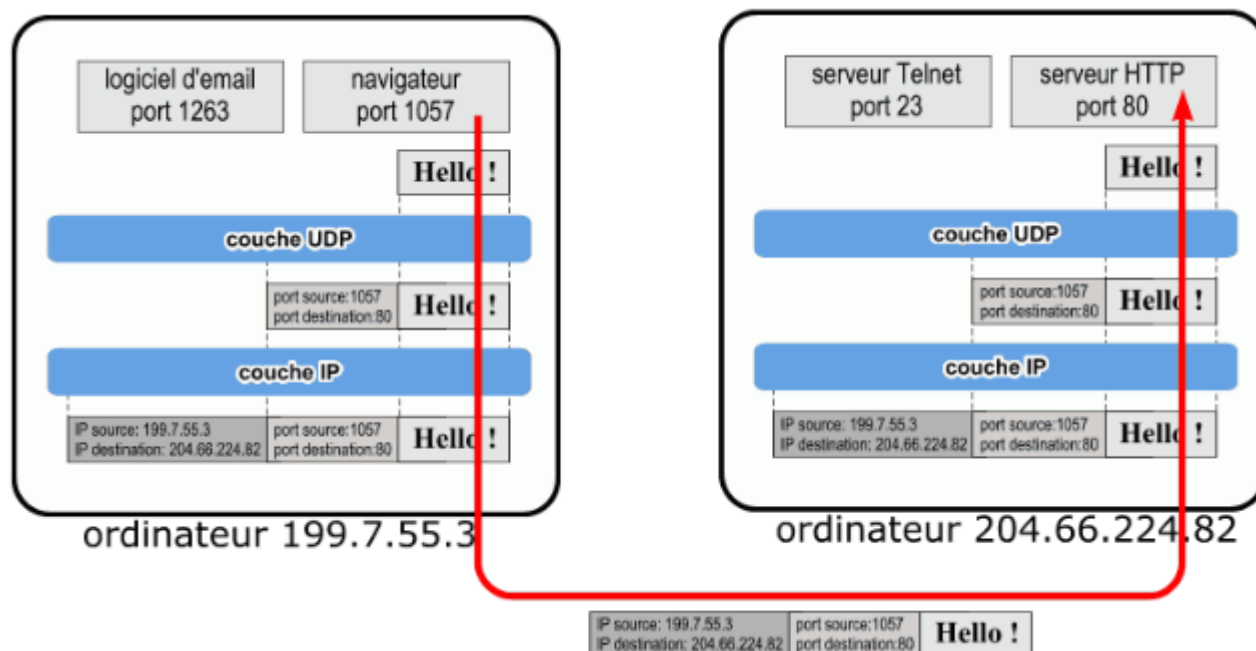 logiciel d'email
port 1263
navigateur
port 1057
Hello !
couche UDP
port source:1057
port destination:80
Hello !
couche IP
IP source: 199.7.55.3
IP destination: 204.66.224.82
port source:1057
port destination:80
Hello !
ordinateur 199.7.55.3
serveur Telnet
port 23
serveur HTTP
port 80
Hello !
couche UDP
port source:1057
port destination:80
Hello !
couche IP
IP source: 199.7.55.3
IP destination: 204.66.224.82
port source:1057
port destination:80
Hello !
ordinateur 204.66.224.82
IP source: 199.7.55.3
IP destination: 204.66.224.82
port source:1057
port destination:80
Hello !